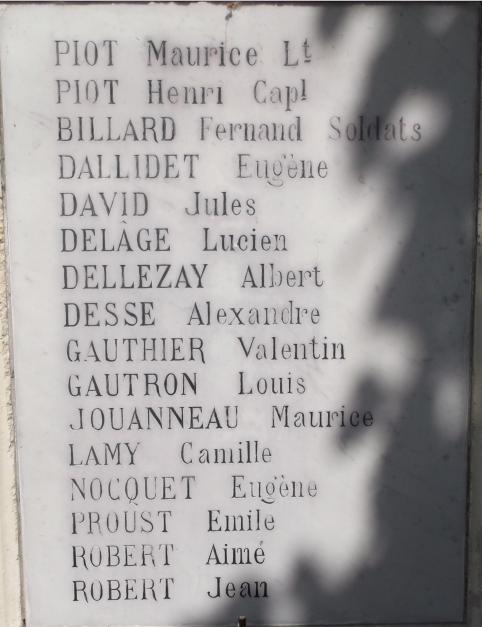 PIOT Maurice Lt
PIOT Henri Capl
BILLARD Fernand Soldats
DALLIDET Eugène
DAVID Jules
DELÂGE Lucien
DELLEZAY Albert
DESSE Alexandre
GAUTHIER Valentin
GAUTRON Louis
JOUANNEAU Maurice
LAMY Camille
NOCQUET Eugène
PROUST Emile
ROBERT Aimé
ROBERT Jean